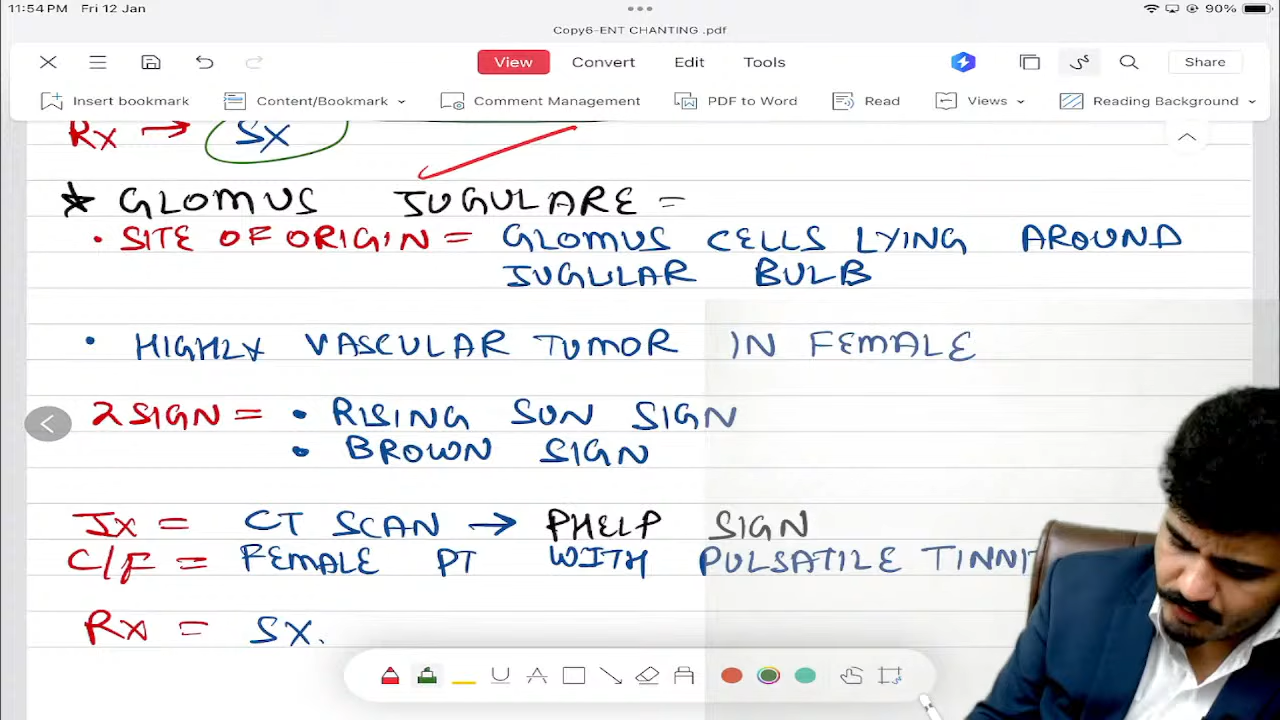 11:54 PM Fri 12 Jan
90%
Copy6-ENT CHANTING .pdf
View Convert Edit Tools Share
Insert bookmark Content/Bookmark Comment Management PDF to Word Read Views Reading Background
Rx → Sx
★ GLOMUS JUGULARE =
• SITE OF ORIGIN = GLOMUS CELLS LYING AROUND
JUGULAR BULB
• HIGHLY VASCULAR TUMOR IN FEMALE
2 SIGN = • RISING SUN SIGN
• BROWN SIGN
Ix = CT SCAN → PHELP SIGN
C/F = FEMALE PT WITH PULSATILE
Rx = Sx.